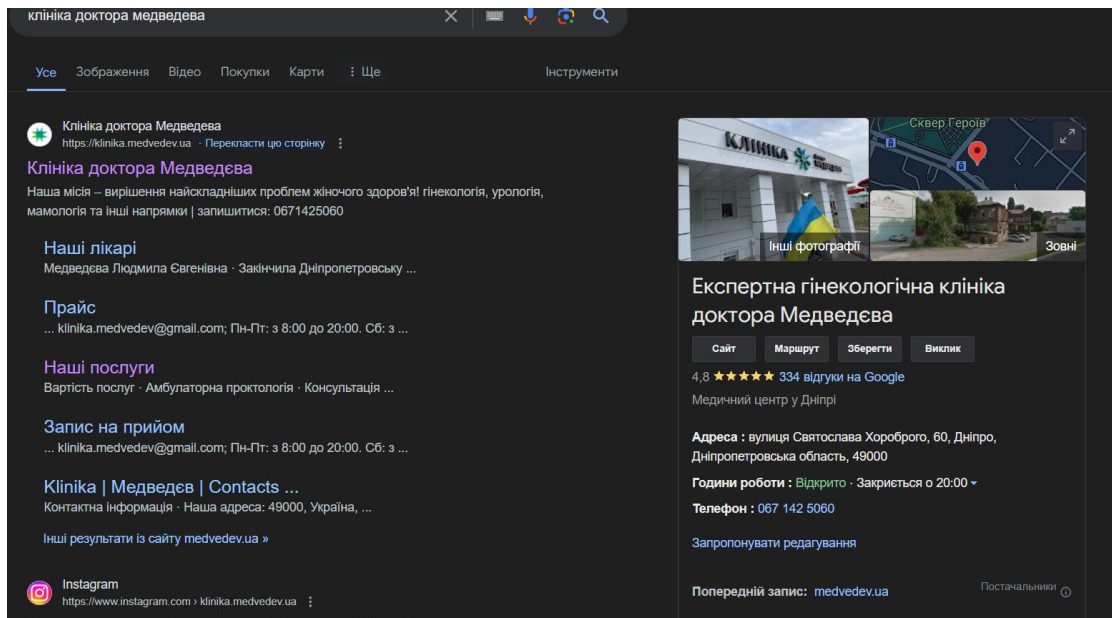 клініка доктора медведева
Усе Зображення Відео Покупки Карти Ще Інструменти
Клініка доктора Медведева
https://klinika.medvedev.ua · Перекласти цю сторінку
Клініка доктора Медведєва
Наша місія – вирішення найскладніших проблем жіночого здоров'я! гінекологія, урологія,
мамологія та інші напрямки | запишитися: 0671425060
Наші лікарі
Медведєва Людмила Євгенівна · Закінчила Дніпропетровську ...
Прайс
... klinika.medvedev@gmail.com; Пн-Пт: з 8:00 до 20:00. Сб: з ...
Наші послуги
Вартість послуг · Амбулаторна проктологія · Консультація ...
Запис на прийом
... klinika.medvedev@gmail.com; Пн-Пт: з 8:00 до 20:00. Сб: з ...
Klinika | Медведєв | Contacts ...
Контактна інформація · Наша адреса: 49000, Україна, ...
Інші результати із сайту medvedev.ua »
Instagram
https://www.instagram.com › klinika.medvedev.ua
КЛІНІКА
Сквер Героїв
Інші фотографії
Зовні
Експертна гінекологічна клініка
доктора Медведєва
Сайт Маршрут Зберегти Виклик
4,8 ★★★★★ 334 відгуки на Google
Медичний центр у Дніпрі
Адреса : вулиця Святослава Хороброго, 60, Дніпро,
Дніпропетровська область, 49000
Години роботи : Відкрито · Закриється о 20:00
Телефон : 067 142 5060
Запропонувати редагування
Попередній запис: medvedev.ua Постачальники